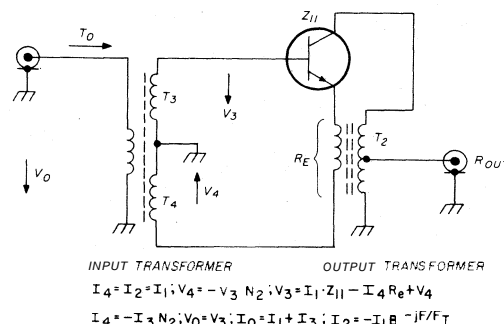 T0
Z11
T3
V3
T2
RE
ROUT
V0
T4
V4
INPUT TRANSFORMER
OUTPUT TRANSFORMER
I4=I2=I1; V4=-V3 N2; V3=I1·Z11-I4 Re+V4
I4=-I3 N2; V0=V3; I0=I1+I3; I2=-I1B -jF/FT